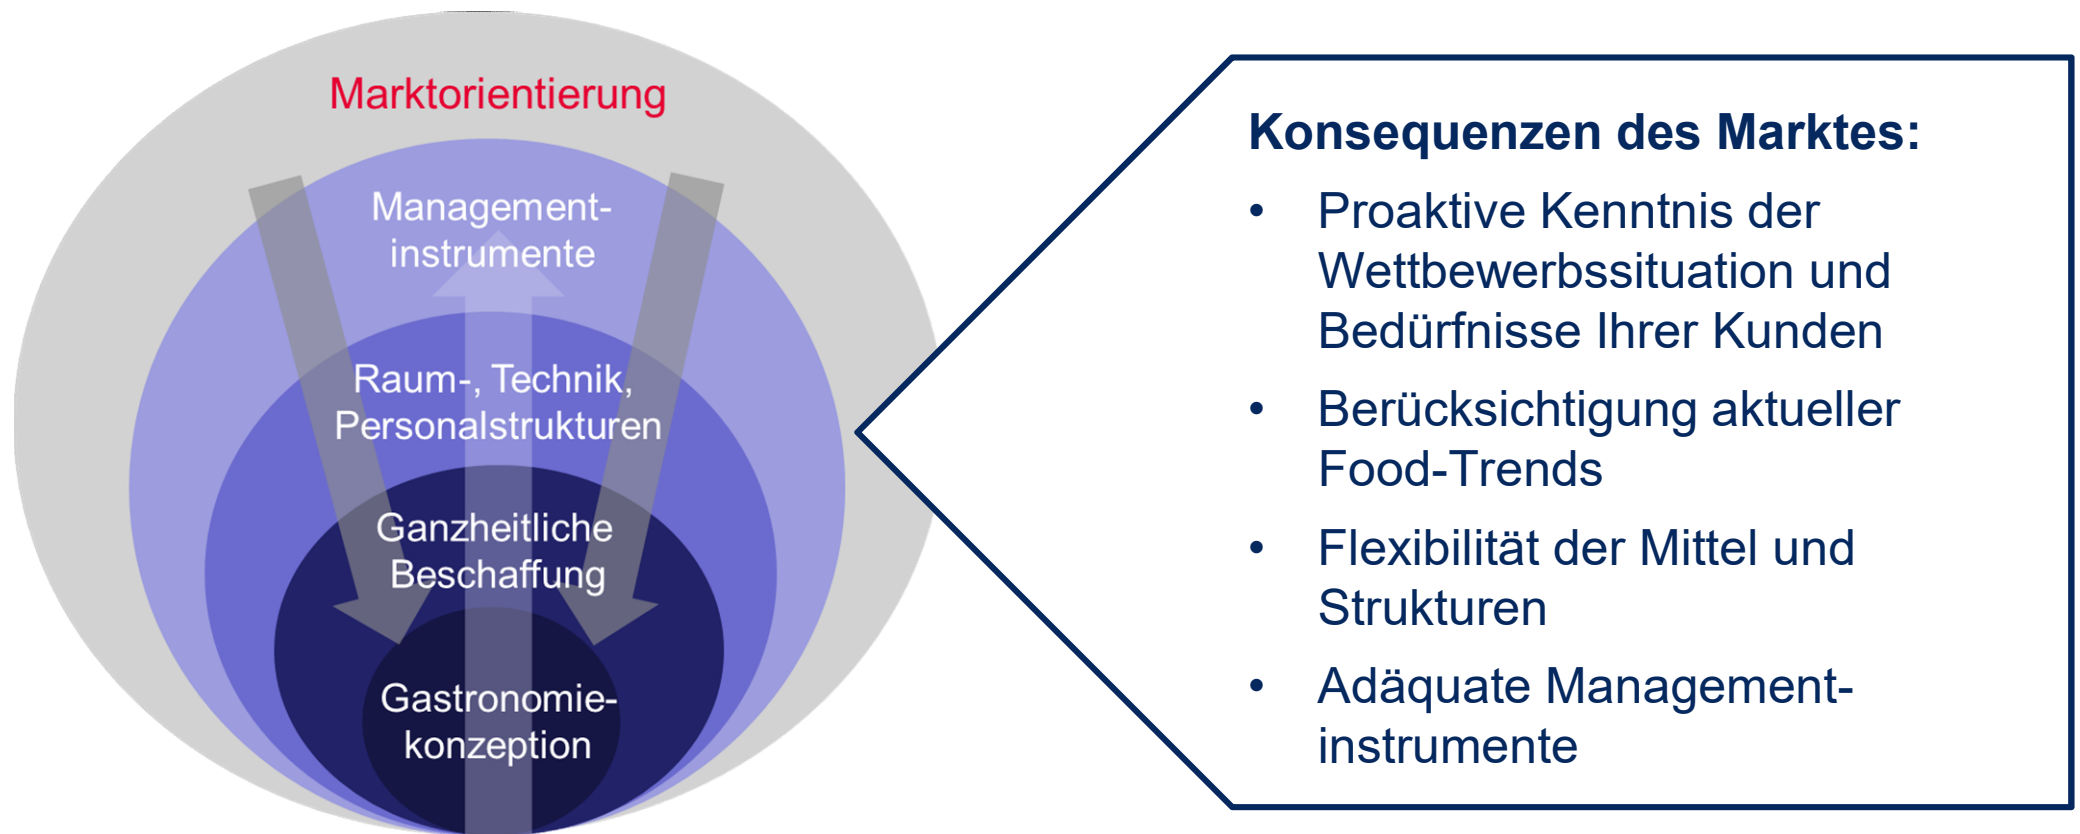 Marktorientierung
Management-
instrumente
Raum-, Technik,
Personalstrukturen
Ganzheitliche
Beschaffung
Gastronomie-
konzeption
Konsequenzen des Marktes:
• Proaktive Kenntnis der
Wettbewerbssituation und
Bedürfnisse Ihrer Kunden
• Berücksichtigung aktueller
Food-Trends
• Flexibilität der Mittel und
Strukturen
• Adäquate Management-
instrumente